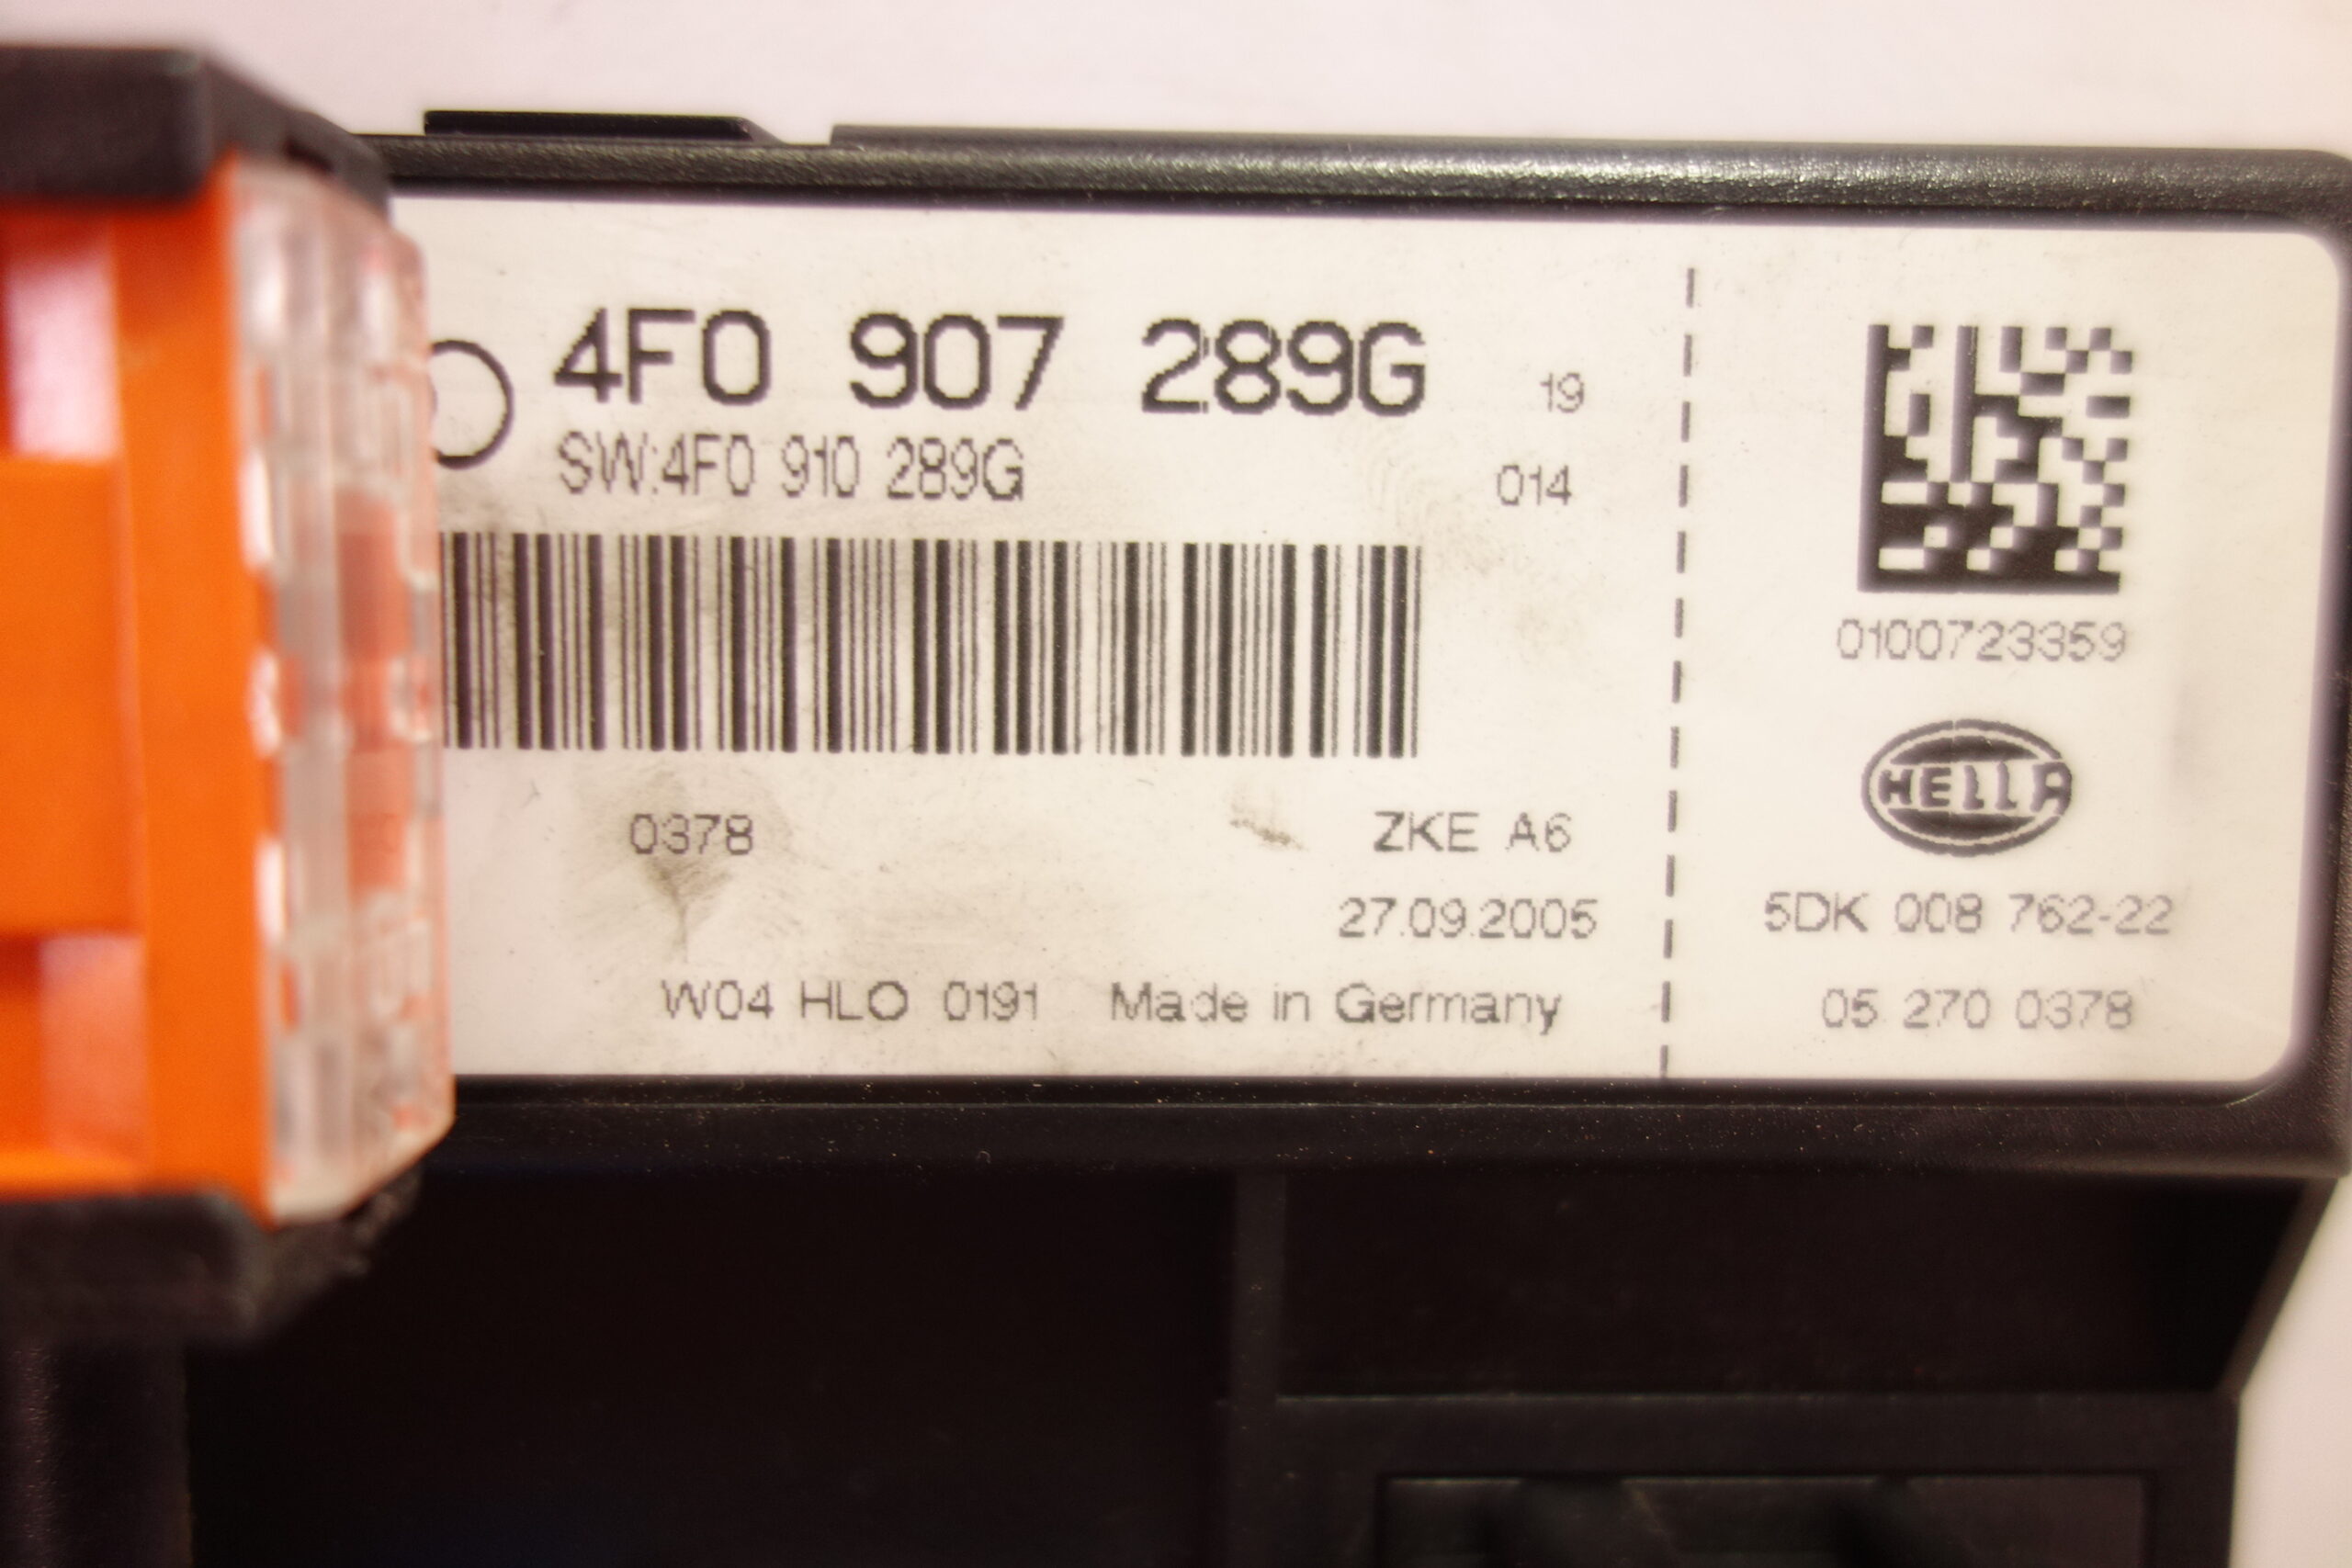 4F0 907 289G 19
SW:4F0 910 289G 014
0378 ZKE A6
27.09.2005
W04 HLO 0191 Made in Germany
0100723359
HELLA
5DK 008 762-22
05 270 0378